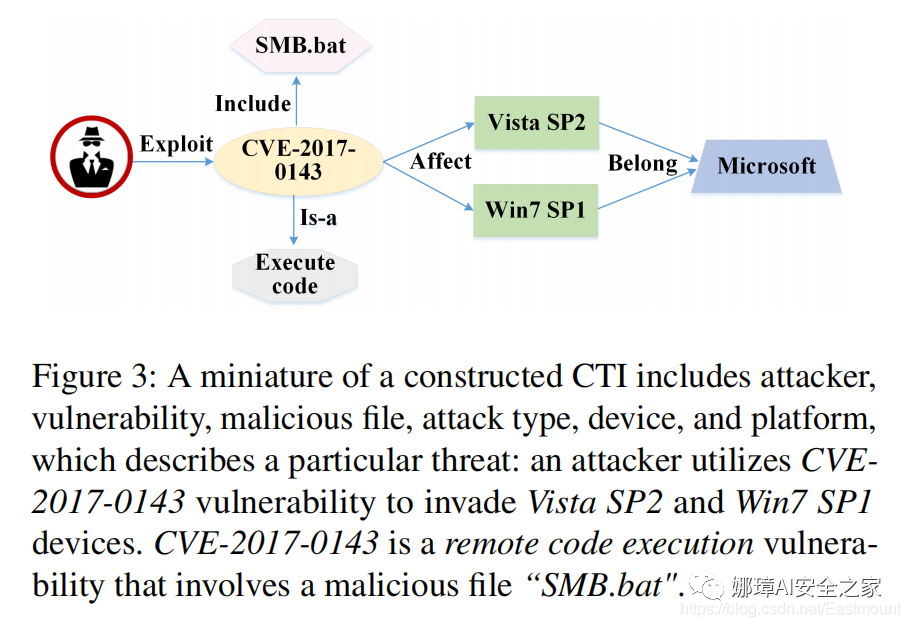 SMB.bat
Include
Exploit
CVE-2017-
0143
Is-a
Execute
code
Affect
Vista SP2
Win7 SP1
Belong
Microsoft
Figure 3: A miniature of a constructed CTI includes attacker,
vulnerability, malicious file, attack type, device, and platform,
which describes a particular threat: an attacker utilizes CVE-
2017-0143 vulnerability to invade Vista SP2 and Win7 SP1
devices. CVE-2017-0143 is a remote code execution vulnera-
bility that involves a malicious file “SMB.bat".
娜璋AI安全之家
https://blog.csdn.net/Eastmount